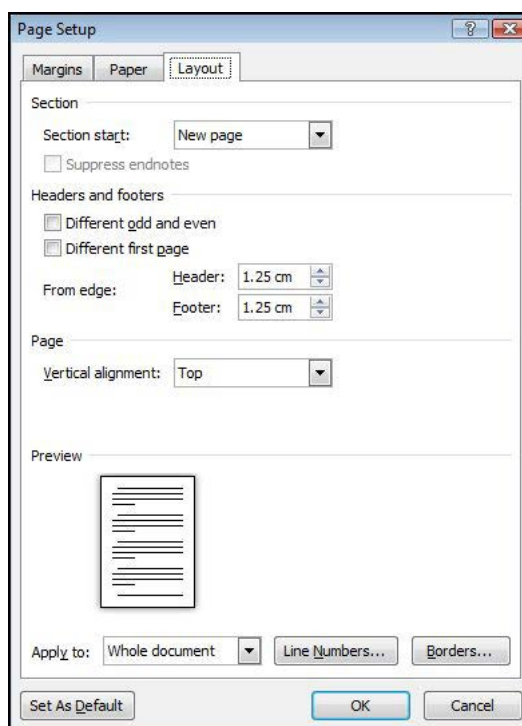 Page Setup
Margins Paper Layout
Section
Section start: New page
Suppress endnotes
Headers and footers
Different odd and even
Different first page
From edge: Header: 1.25 cm
Footer: 1.25 cm
Page
Vertical alignment: Top
Preview
Apply to: Whole document Line Numbers... Borders...
Set As Default OK Cancel